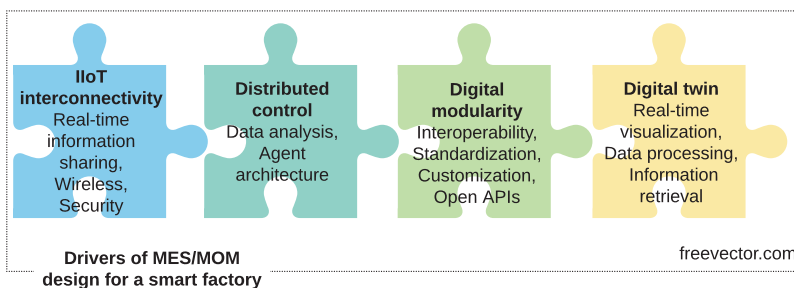 IIoT
interconnectivity
Real-time
information
sharing,
Wireless,
Security
Distributed
control
Data analysis,
Agent
architecture
Digital
modularity
Interoperability,
Standardization,
Customization,
Open APIs
Digital twin
Real-time
visualization,
Data processing,
Information
retrieval
Drivers of MES/MOM
design for a smart factory
freevector.com